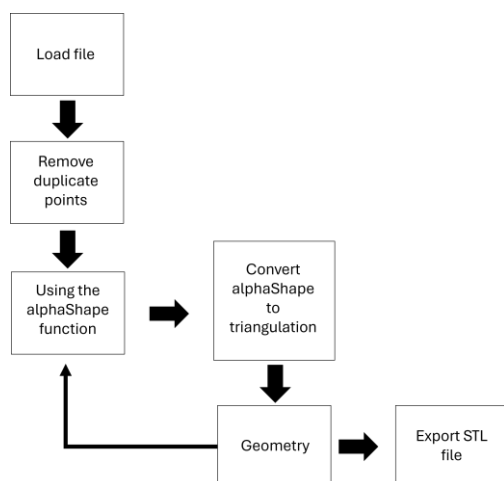 Load file
Remove
duplicate
points
Using the
alphaShape
function
Convert
alphaShape
to
triangulation
Geometry
Export STL
file